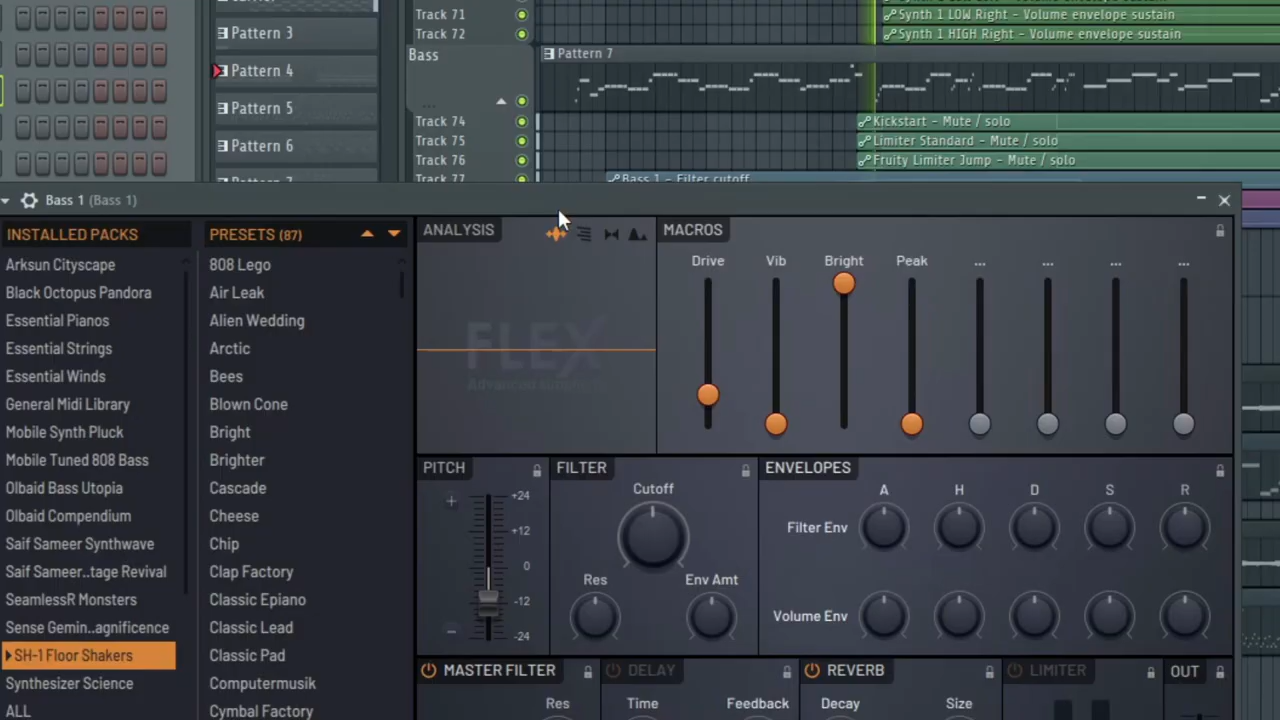 Track 71
Synth 1 LOW Right - Volume envelope sustain
Pattern 3
Track 72
Synth 1 HIGH Right - Volume envelope sustain
Bass
Pattern 7
Pattern 4
...
Pattern 5
Track 74
Kickstart - Mute / solo
Pattern 6
Track 75
Limiter Standard - Mute / solo
Track 76
Fruity Limiter Jump - Mute / solo
Track 77
Bass 1 - Filter cutoff
Bass 1 (Bass 1)
INSTALLED PACKS
Arksun Cityscape
Black Octopus Pandora
Essential Pianos
Essential Strings
Essential Winds
General Midi Library
Mobile Synth Pluck
Mobile Tuned 808 Bass
Olbaid Bass Utopia
Olbaid Compendium
Saif Sameer Synthwave
Saif Sameer..tage Revival
SeamlessR Monsters
Sense Gemin..agnificence
SH-1 Floor Shakers
Synthesizer Science
ALL
PRESETS (87)
808 Lego
Air Leak
Alien Wedding
Arctic
Bees
Blown Cone
Bright
Brighter
Cascade
Cheese
Chip
Clap Factory
Classic Epiano
Classic Lead
Classic Pad
Computermusik
Cymbal Factory
ANALYSIS
FLEX
MACROS
Drive Vib Bright Peak ... ... ... ...
PITCH
+24
+12
0
-12
-24
FILTER
Cutoff
Res Env Amt
ENVELOPES
A H D S R
Filter Env
Volume Env
MASTER FILTER
Res
DELAY
Time Feedback
REVERB
Decay Size
LIMITER
OUT